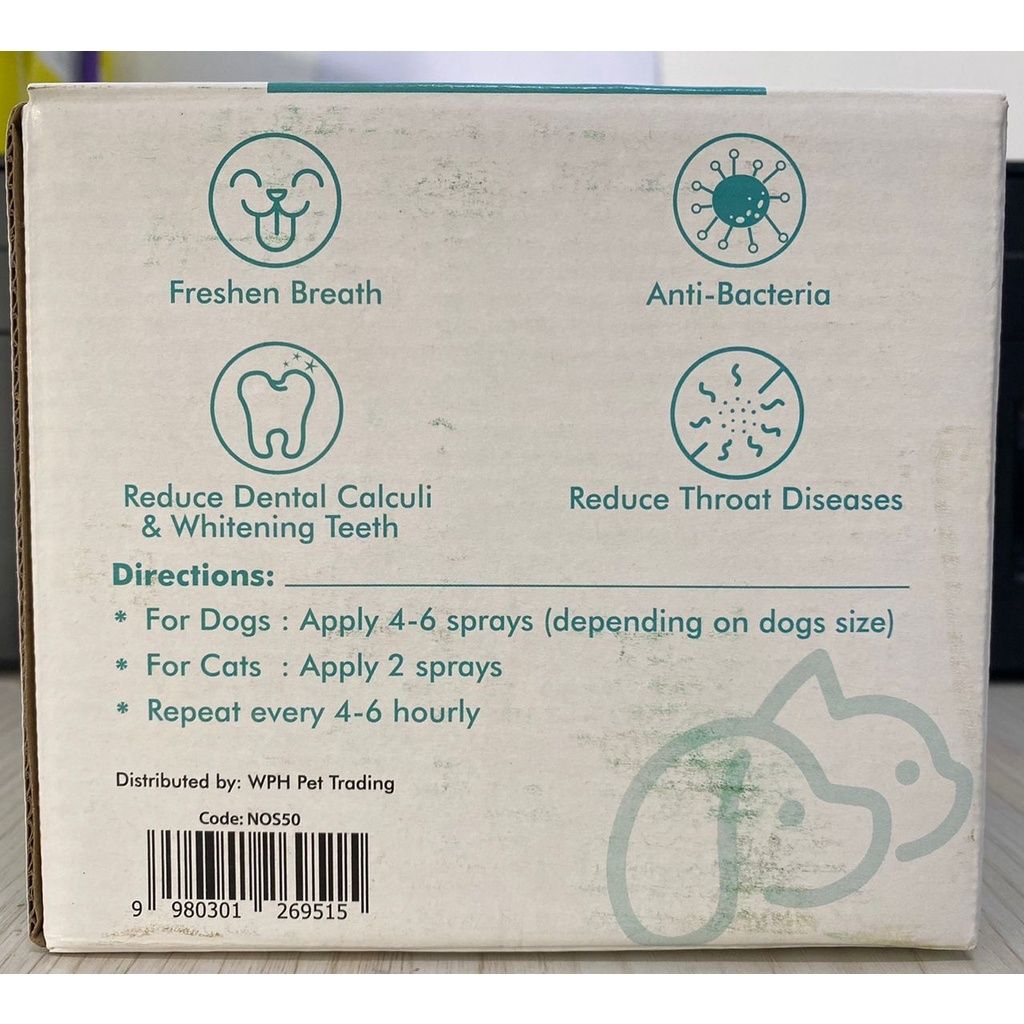 Freshen Breath
Anti-Bacteria
Reduce Dental Calculi
& Whitening Teeth
Reduce Throat Diseases
Directions:
* For Dogs : Apply 4-6 sprays (depending on dogs size)
* For Cats : Apply 2 sprays
* Repeat every 4-6 hourly
Distributed by: WPH Pet Trading
Code: NOS50
9 980301 269515